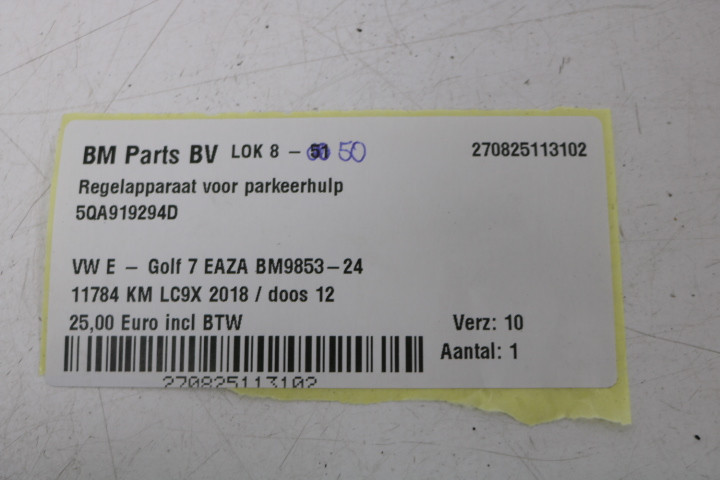 BM Parts BV LOK 8 - 51 50 270825113102
Regelapparaat voor parkeerhulp
5QA919294D
VW E - Golf 7 EAZA BM9853-24
11784 KM LC9X 2018 / doos 12
25,00 Euro incl BTW Verz: 10
Aantal: 1
270825113102